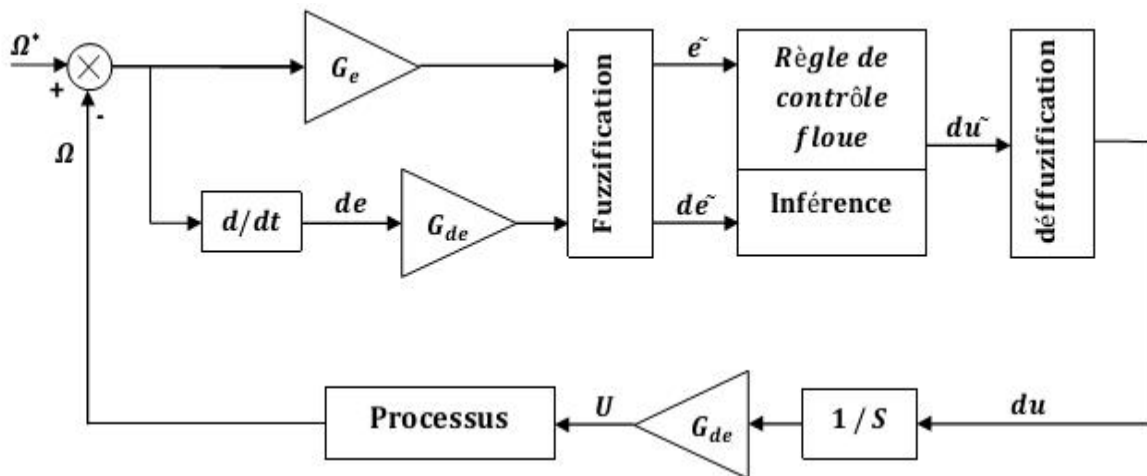 Ω*
+
-
Ω
G_e
d/dt
de
G_de
Fuzzification
e~
de~
Règle de
contrôle
floue
Inférence
du~
déffuzification
du
1/S
G_de
U
Processus